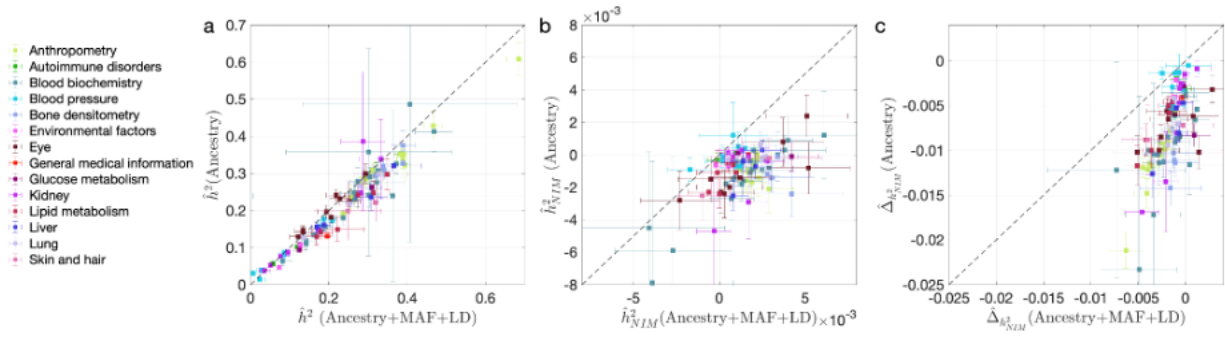 Anthropometry
Autoimmune disorders
Blood biochemistry
Blood pressure
Bone densitometry
Environmental factors
Eye
General medical information
Glucose metabolism
Kidney
Lipid metabolism
Liver
Lung
Skin and hair
a
0.7
0.6
0.5
0.4
0.3
0.2
0.1
0
0 0.2 0.4 0.6
ĥ²(Ancestry)
ĥ² (Ancestry+MAF+LD)
b
×10⁻³
8
6
4
2
0
-2
-4
-6
-8
-5 0 5
ĥ²_NIM (Ancestry)
ĥ²_NIM(Ancestry+MAF+LD)×10⁻³
c
0
-0.005
-0.01
-0.015
-0.02
-0.025
-0.025 -0.02 -0.015 -0.01 -0.005 0
Δ̂_ĥ²_NIM(Ancestry)
Δ̂_ĥ²_NIM(Ancestry+MAF+LD)